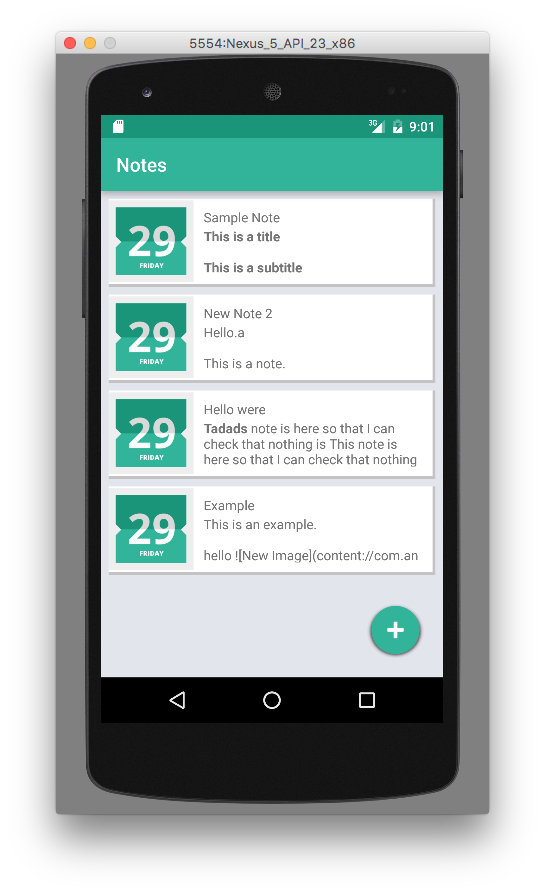 5554:Nexus_5_API_23_x86
3G
9:01
Notes
29
FRIDAY
Sample Note
This is a title
This is a subtitle
29
FRIDAY
New Note 2
Hello.a
This is a note.
29
FRIDAY
Hello were
Tadads note is here so that I can
check that nothing is This note is
here so that I can check that nothing
29
FRIDAY
Example
This is an example.
hello ![New Image](content://com.an